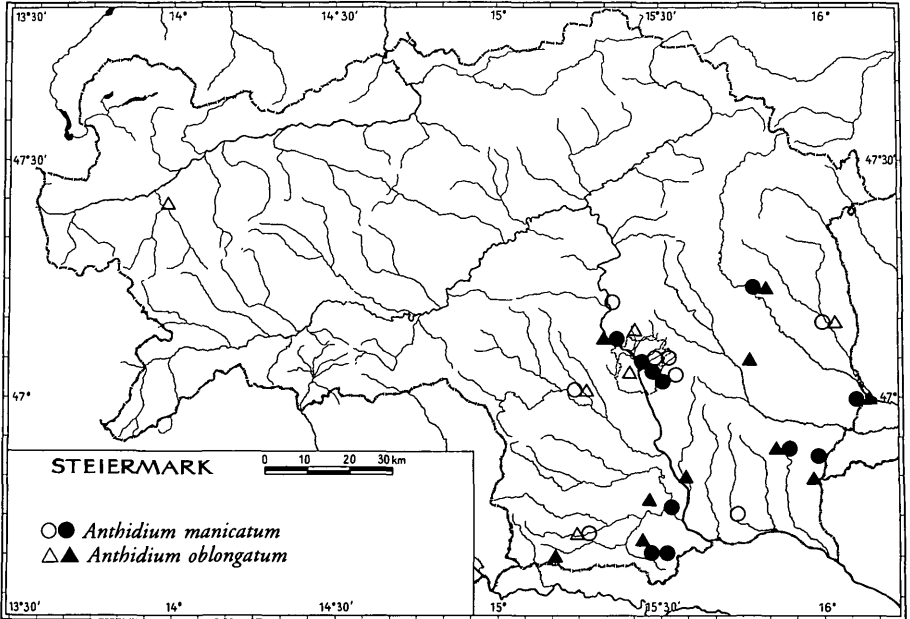 13°30′ 14° 14°30′ 15° 15°30′ 16°
47°30′ 47°30′
47° 47°
STEIERMARK 0 10 20 30 km
Anthidium manicatum
Anthidium oblongatum
13°30′ 14° 14°30′ 15° 15°30′ 16°